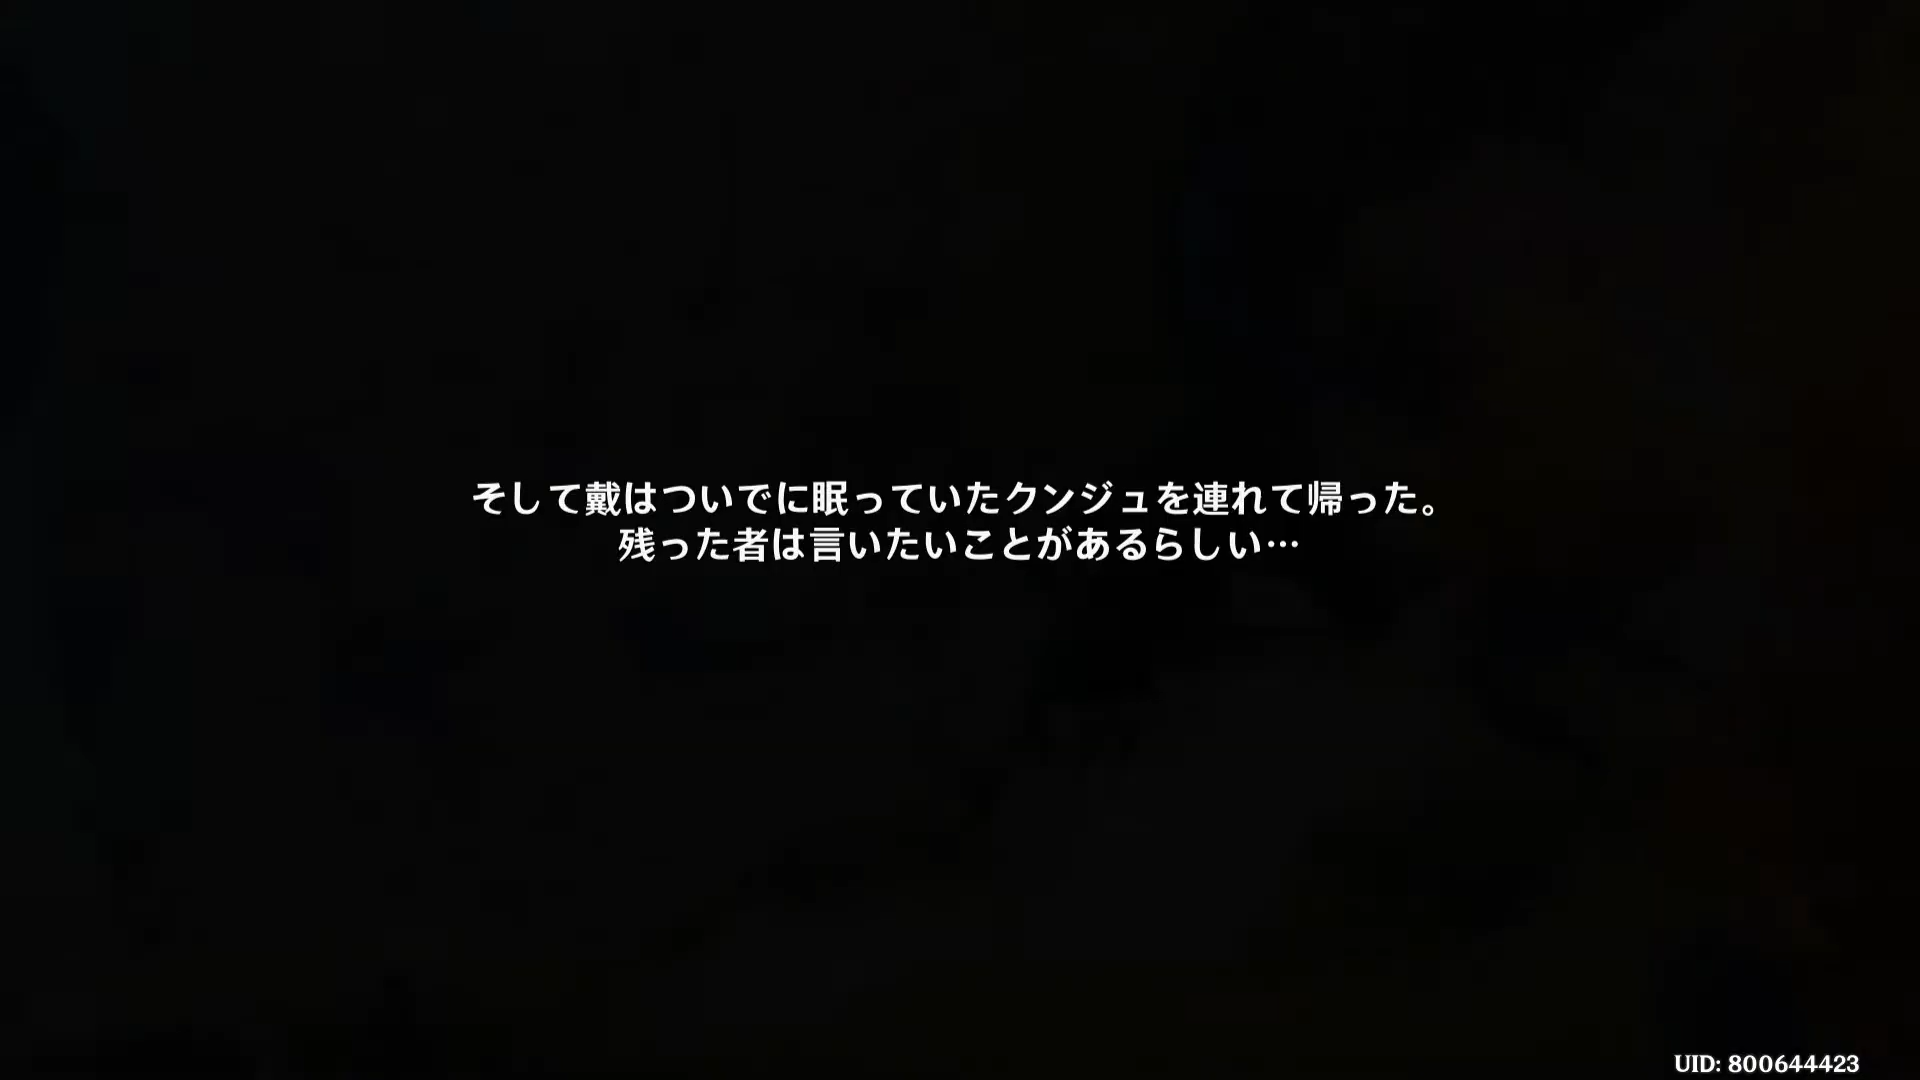 そして戴はついでに眠っていたクンジュを連れて帰った。
残った者は言いたいことがあるらしい…
UID: 800644423